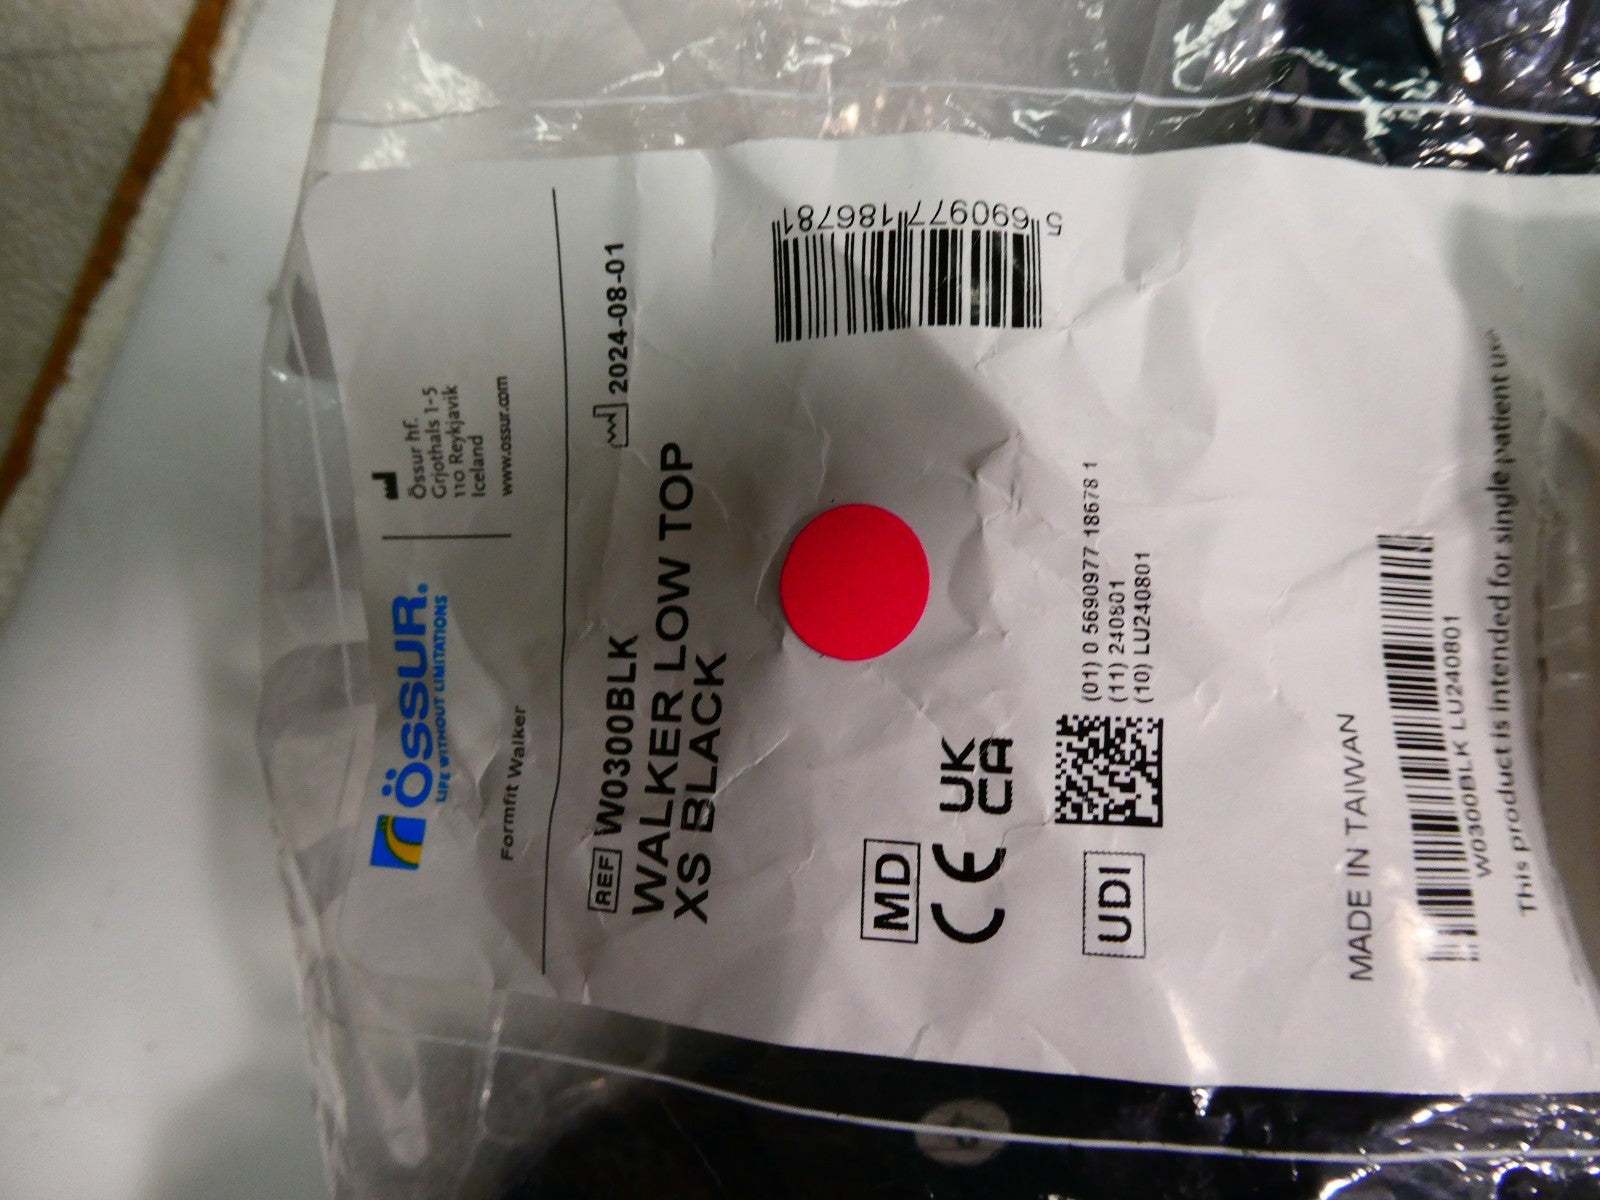 ÖSSUR.
LIFE WITHOUT LIMITATIONS
Össur hf.
Grjothals 1-5
110 Reykjavik
Iceland
www.ossur.com
Formfit Walker
REF W0300BLK
2024-08-01
WALKER LOW TOP
XS BLACK
5 690977 186781
MD
CE
UK
CA
UDI
(01) 0 5690977 18678 1
(11) 240801
(10) LU240801
MADE IN TAIWAN
W0300BLK LU240801
This product is intended for single patient use